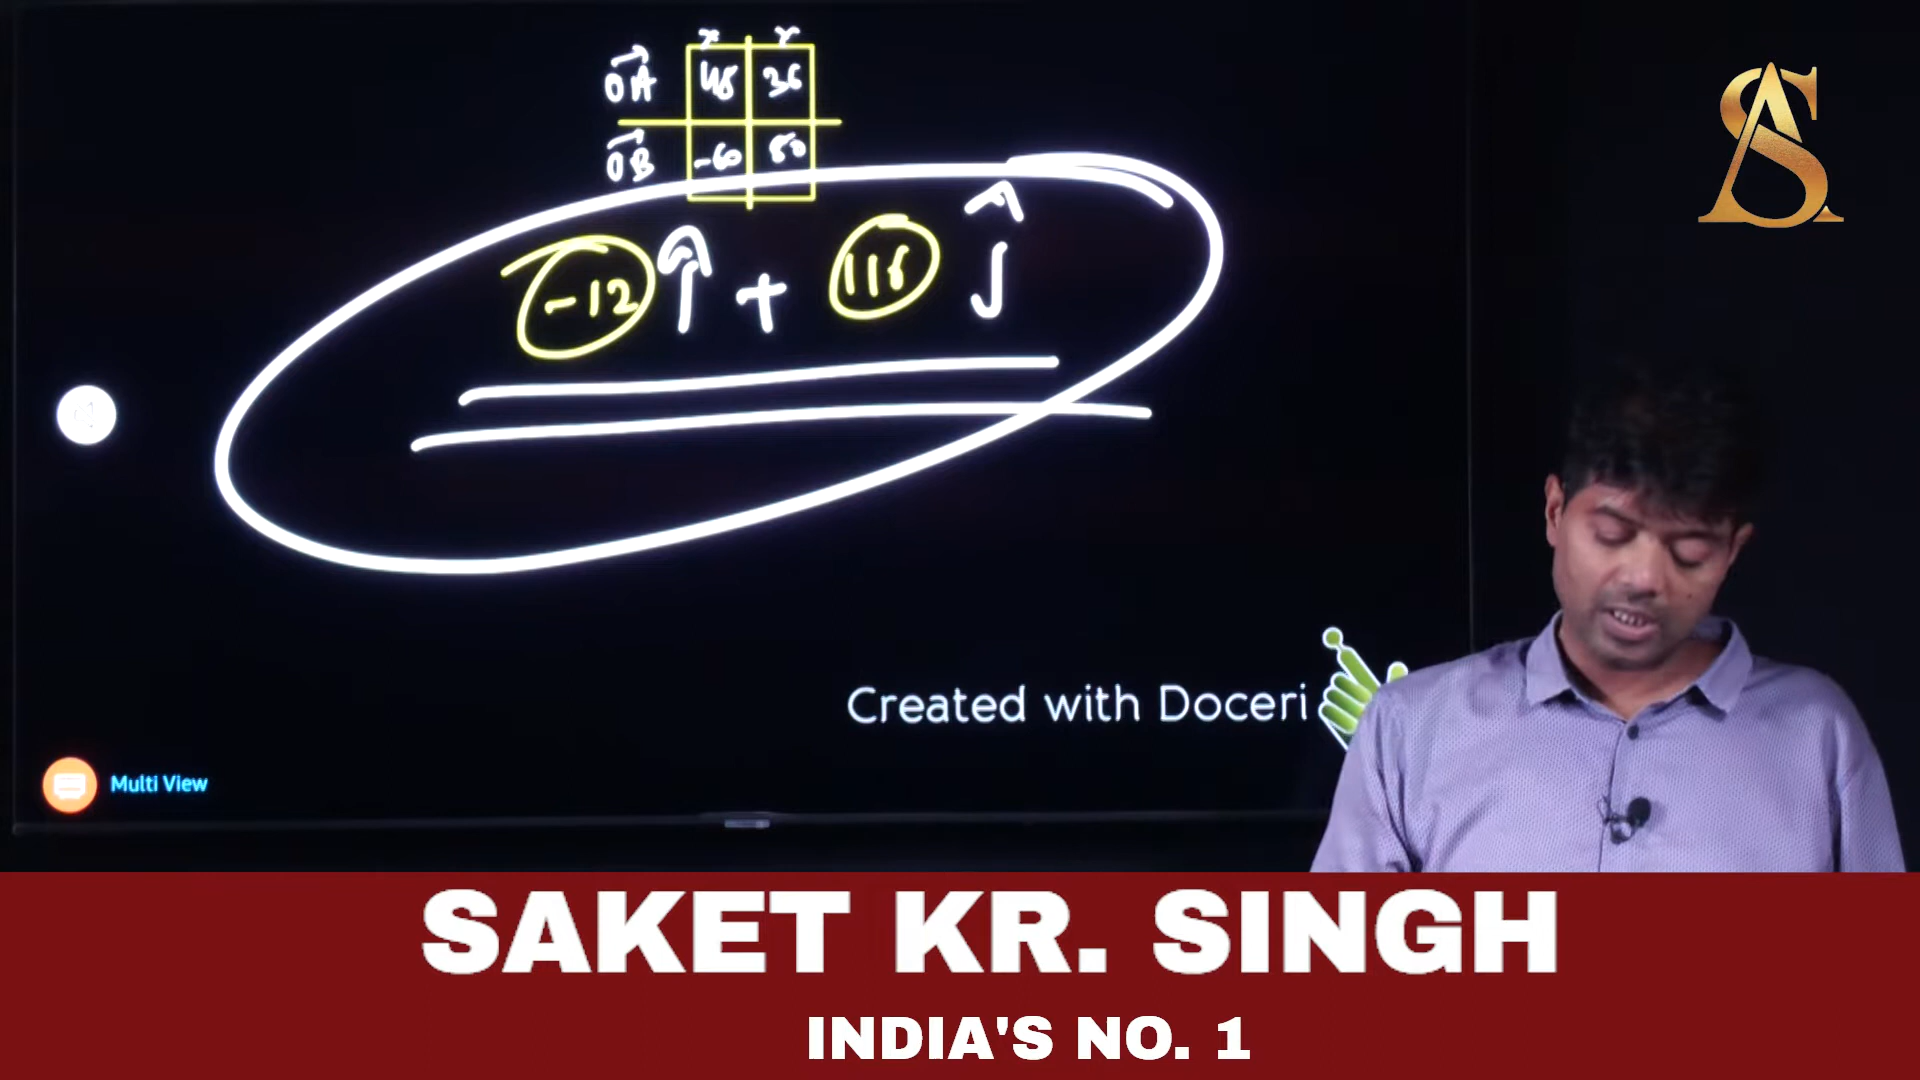 x y
OA 48 36
OB -60 80
-12 î + 116 ĵ
Created with Doceri
Multi View
SAKET KR. SINGH
INDIA'S NO. 1